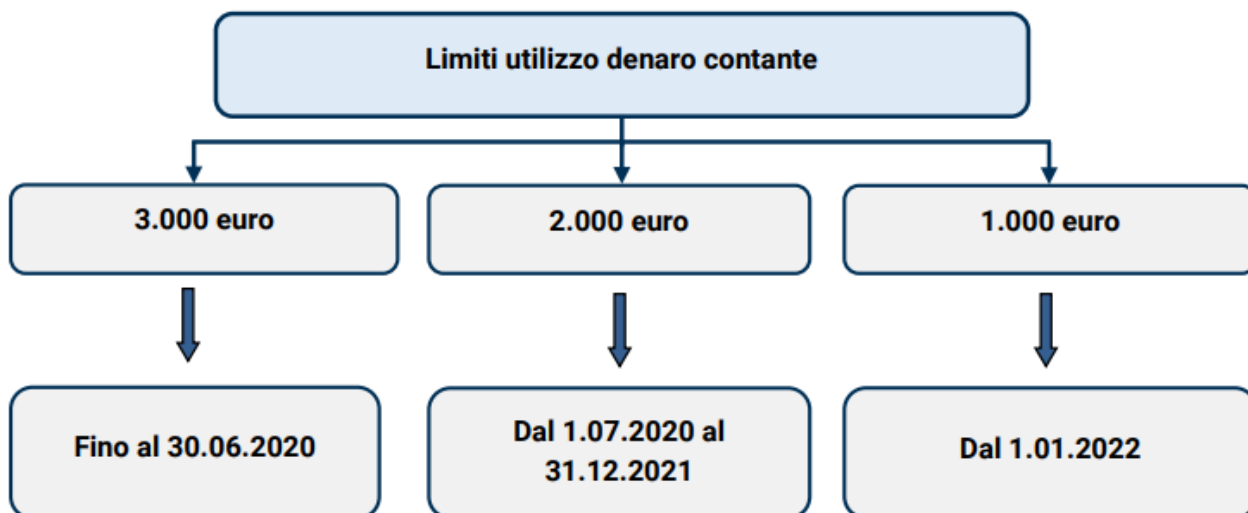 Limiti utilizzo denaro contante
3.000 euro
2.000 euro
1.000 euro
Fino al 30.06.2020
Dal 1.07.2020 al
31.12.2021
Dal 1.01.2022